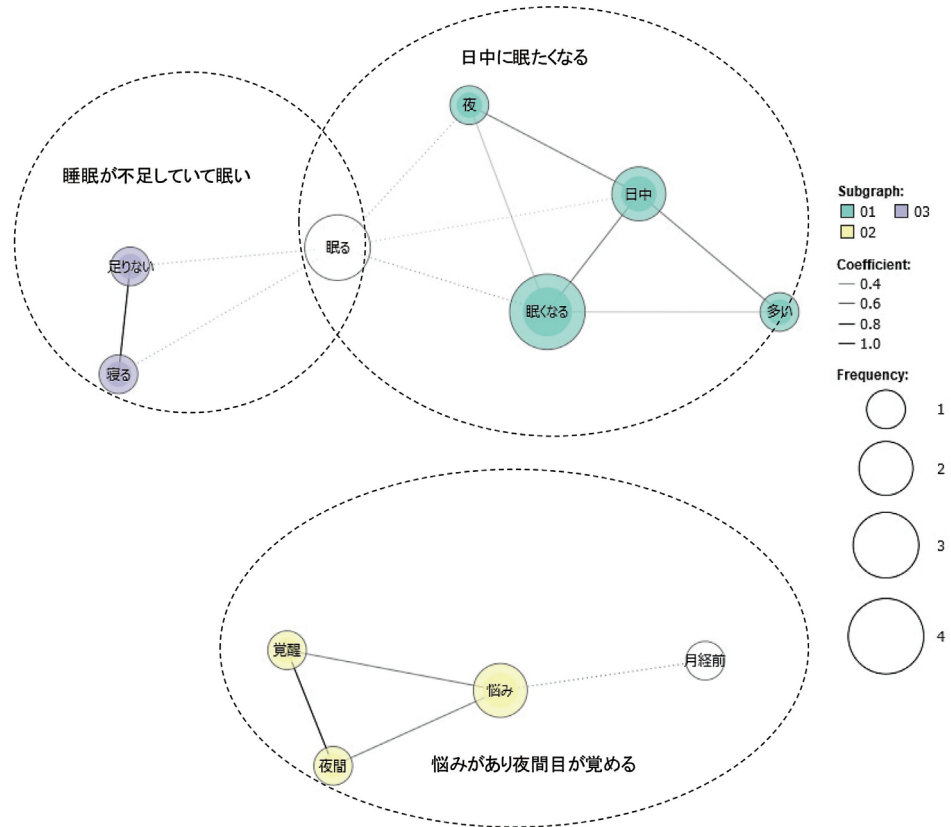 日中に眠たくなる
夜
睡眠が不足していて眠い
日中
眠る
足りない
眠くなる
多い
寝る
Subgraph:
01 03
02
Coefficient:
0.4
0.6
0.8
1.0
Frequency:
1
2
3
4
覚醒
月経前
悩み
夜間
悩みがあり夜間目が覚める